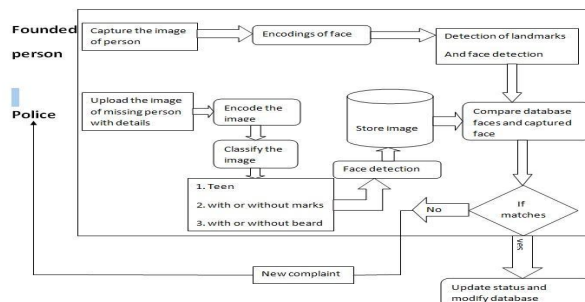 Founded
person
Capture the image
of person
Encodings of face
Detection of landmarks
And face detection
Police
Upload the image
of missing person
with details
Encode the
image
Store image
Compare database
faces and captured
face
Classify the
image
Face detection
1. Teen
2. with or without marks
3. with or without beard
If
matches
No
Yes
New complaint
Update status and
modify database